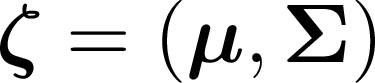 ζ = (μ, Σ)